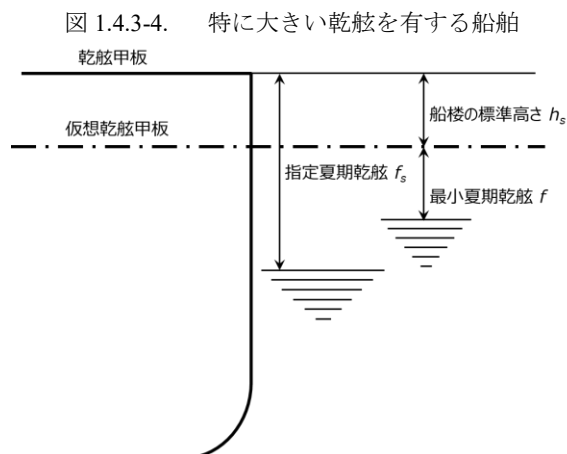 図 1.4.3-4. 特に大きい乾舷を有する船舶
乾舷甲板
船楼の標準高さ hs
仮想乾舷甲板
指定夏期乾舷 fs
最小夏期乾舷 f